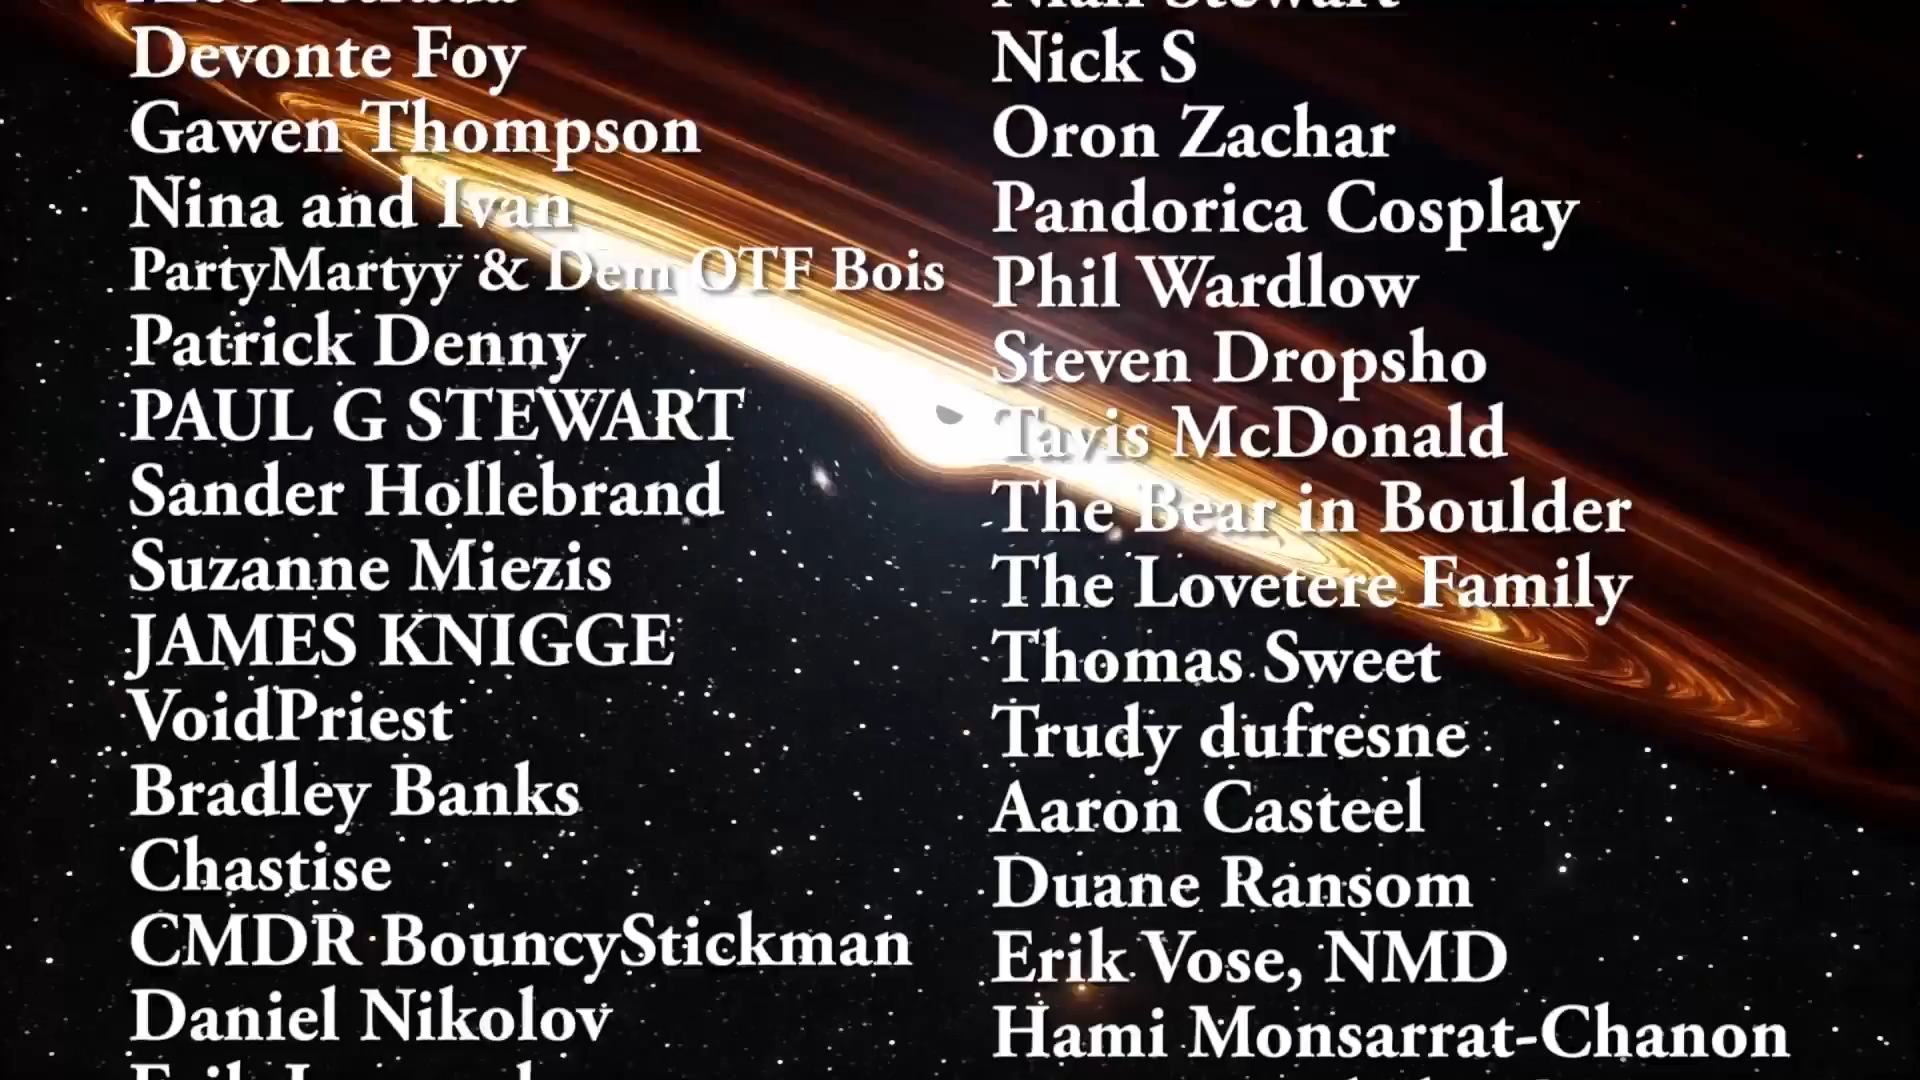 Devonte Foy
Gawen Thompson
Nina and Ivan
PartyMartyy & Dem OTF Bois
Patrick Denny
PAUL G STEWART
Sander Hollebrand
Suzanne Miezis
JAMES KNIGGE
VoidPriest
Bradley Banks
Chastise
CMDR BouncyStickman
Daniel Nikolov
Stewart
Nick S
Oron Zachar
Pandorica Cosplay
Phil Wardlow
Steven Dropsho
Tavis McDonald
The Bear in Boulder
The Lovetere Family
Thomas Sweet
Trudy dufresne
Aaron Casteel
Duane Ransom
Erik Vose, NMD
Hami Monsarrat-Chanon